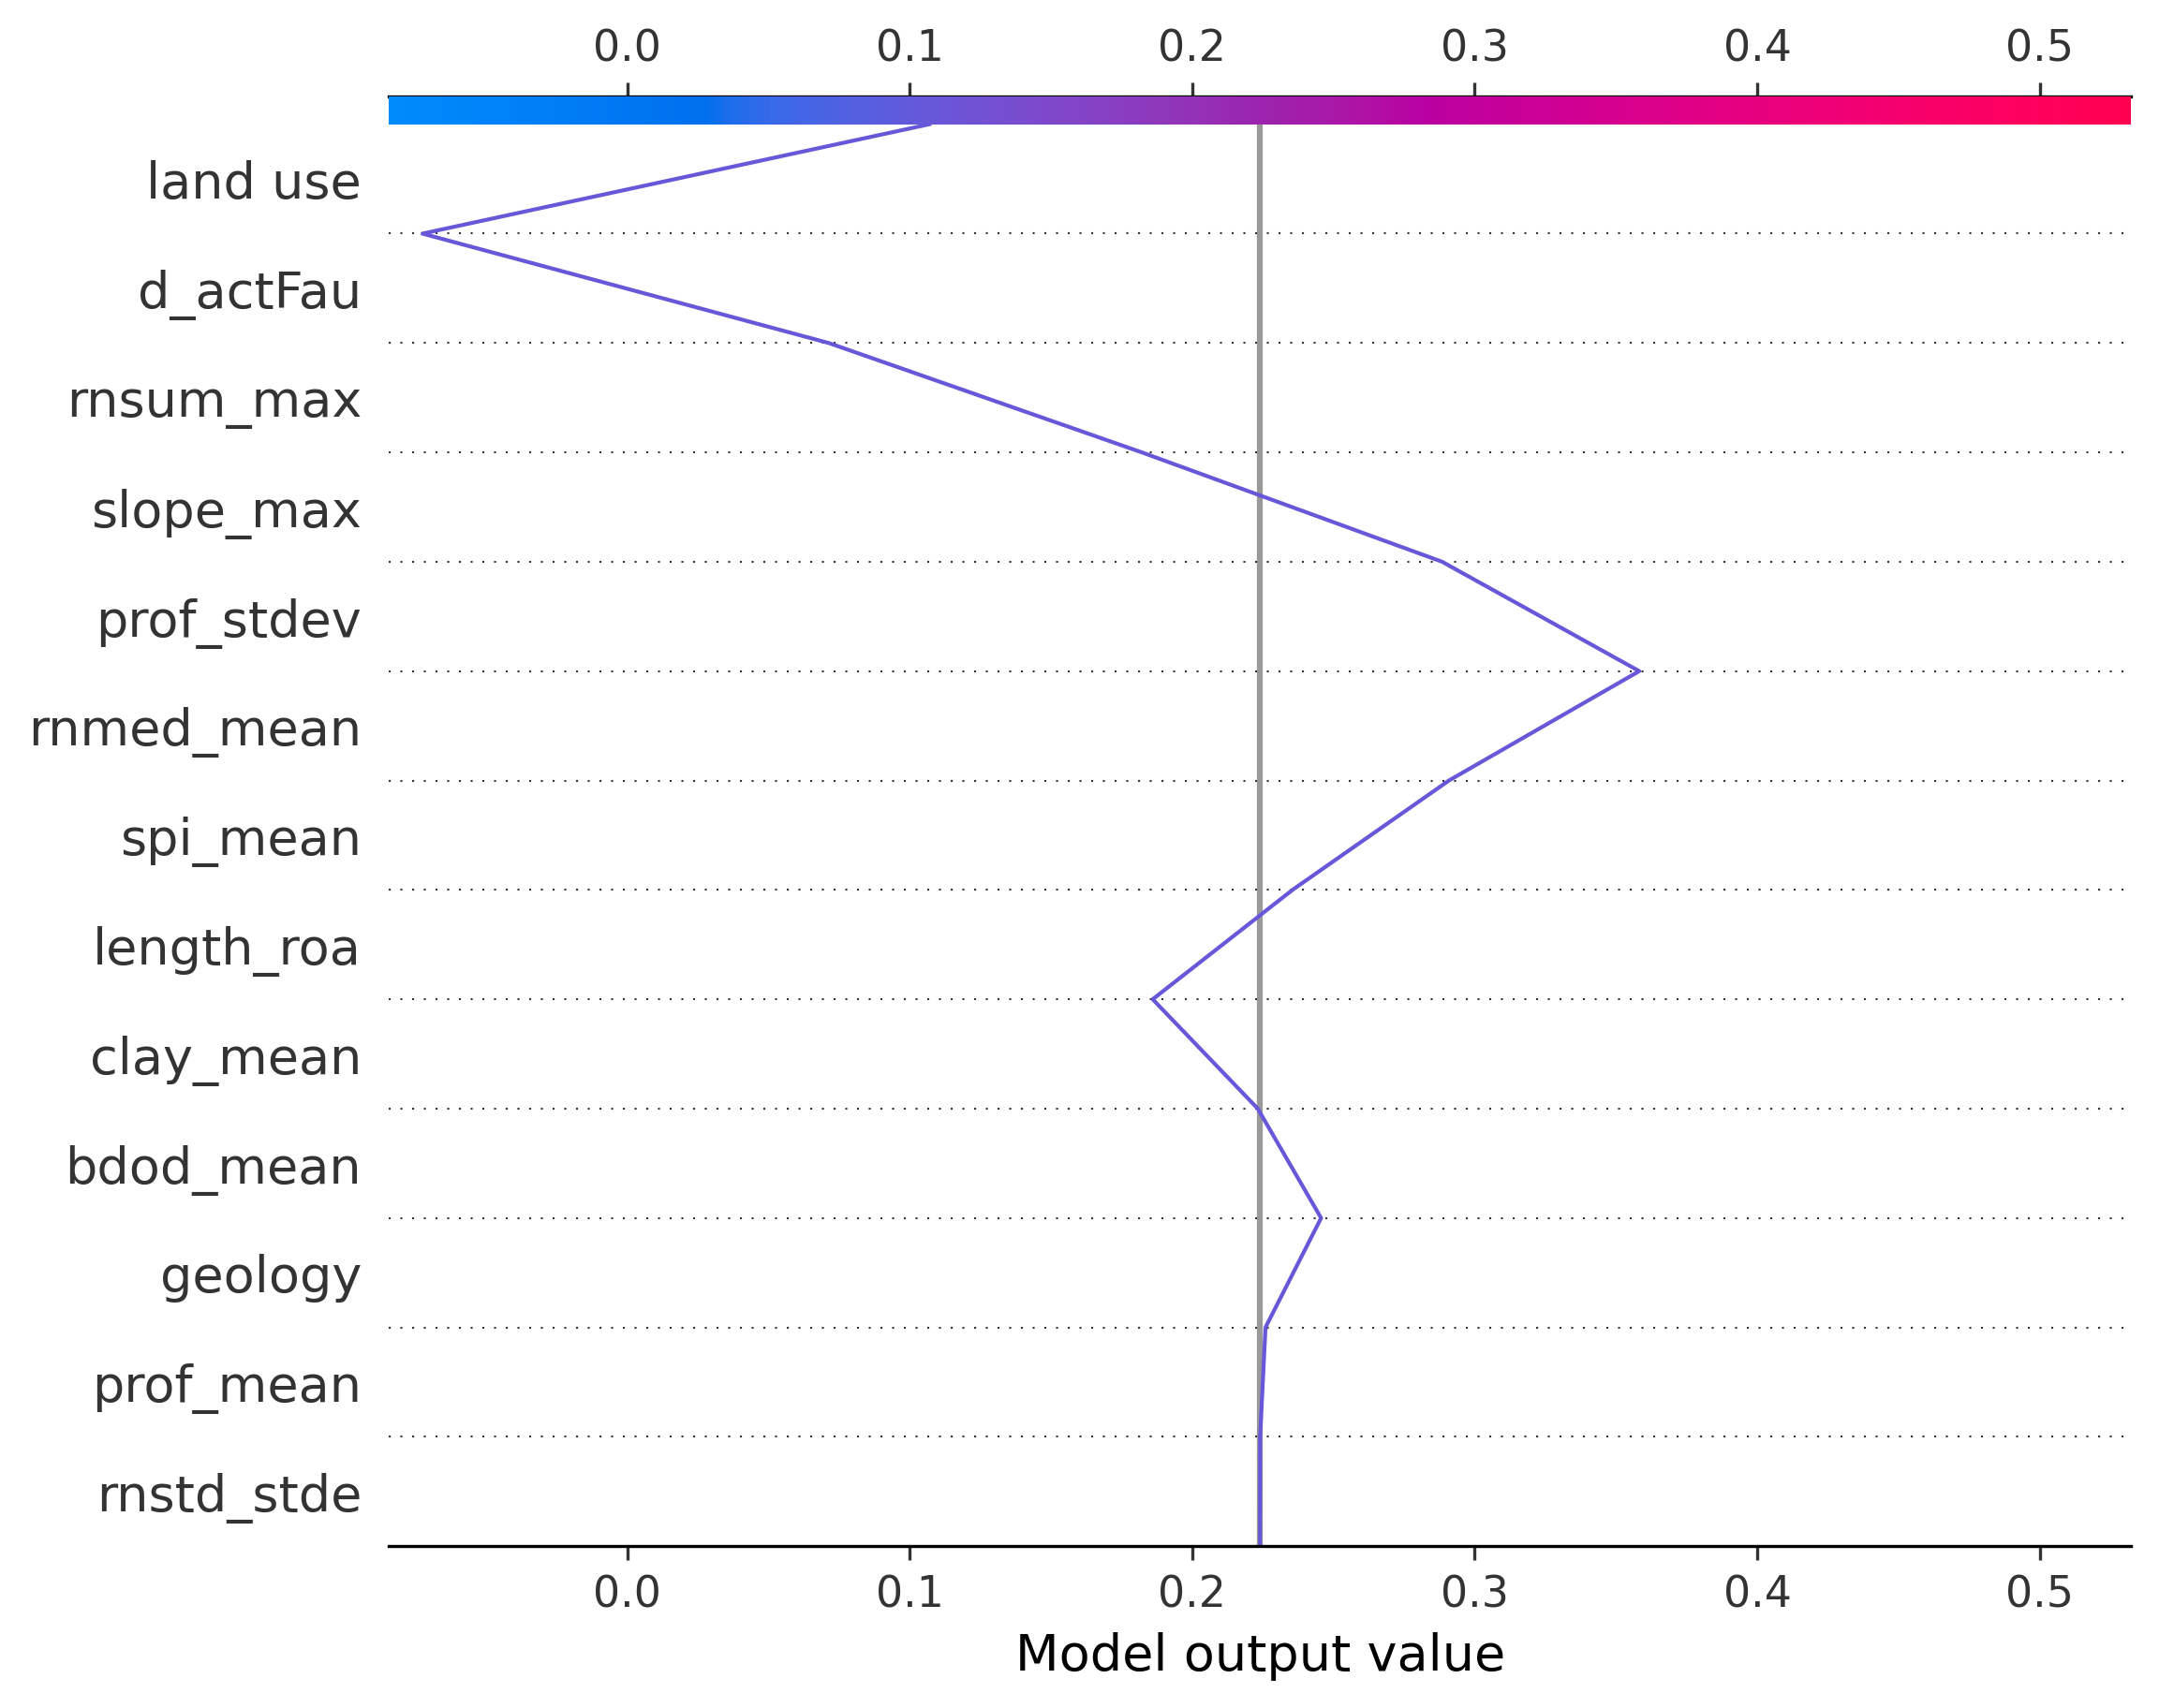 0.0 0.1 0.2 0.3 0.4 0.5
land use
d_actFau
rnsum_max
slope_max
prof_stdev
rnmed_mean
spi_mean
length_roa
clay_mean
bdod_mean
geology
prof_mean
rnstd_stde
0.0 0.1 0.2 0.3 0.4 0.5
Model output value